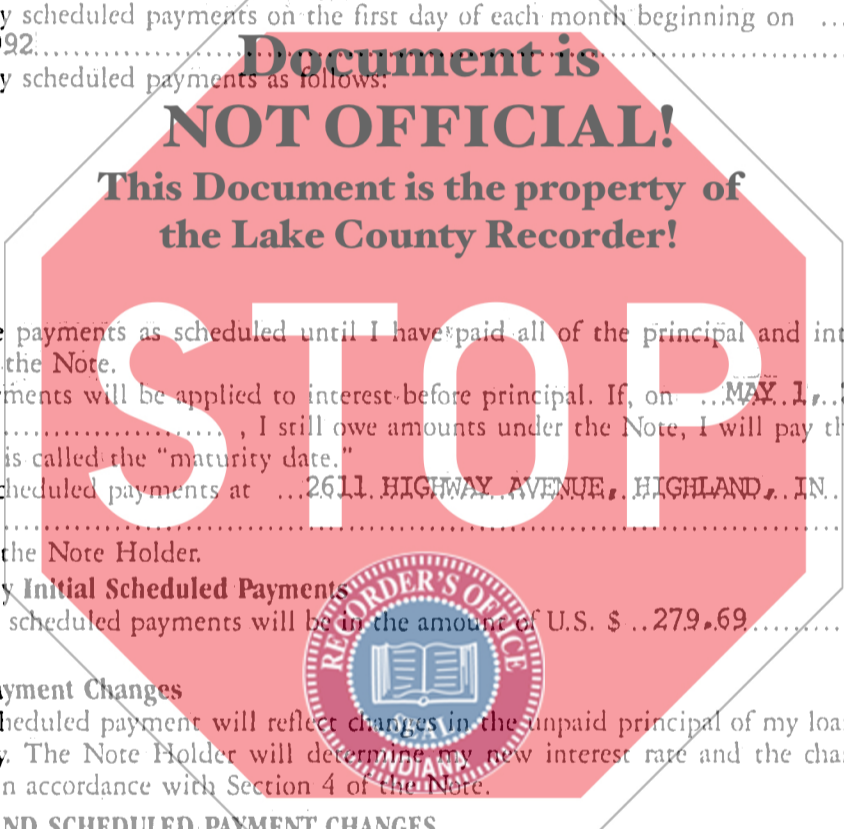 y scheduled payments on the first day of each month beginning on ...
92
y scheduled payments as follows:
Document is
NOT OFFICIAL!
This Document is the property of
the Lake County Recorder!
STOP
payments as scheduled until I have paid all of the principal and int
the Note.
ments will be applied to interest before principal. If, on ...MAY 1,..
, I still owe amounts under the Note, I will pay th
is called the "maturity date."
heduled payments at ...2611 HIGHWAY AVENUE, HIGHLAND, IN
the Note Holder.
y Initial Scheduled Payments
scheduled payments will be in the amount of U.S. $ ..279.69
RECORDER'S OFFICE
SEAL
INDIANA
yment Changes
heduled payment will reflect changes in the unpaid principal of my loa
y. The Note Holder will determine my new interest rate and the cha
n accordance with Section 4 of the Note.
ND SCHEDULED PAYMENT CHANGES